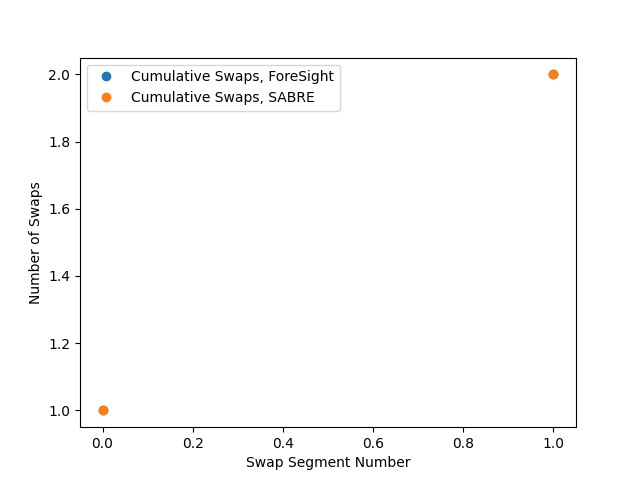 Cumulative Swaps, ForeSight
Cumulative Swaps, SABRE
Number of Swaps
2.0
1.8
1.6
1.4
1.2
1.0
0.0 0.2 0.4 0.6 0.8 1.0
Swap Segment Number